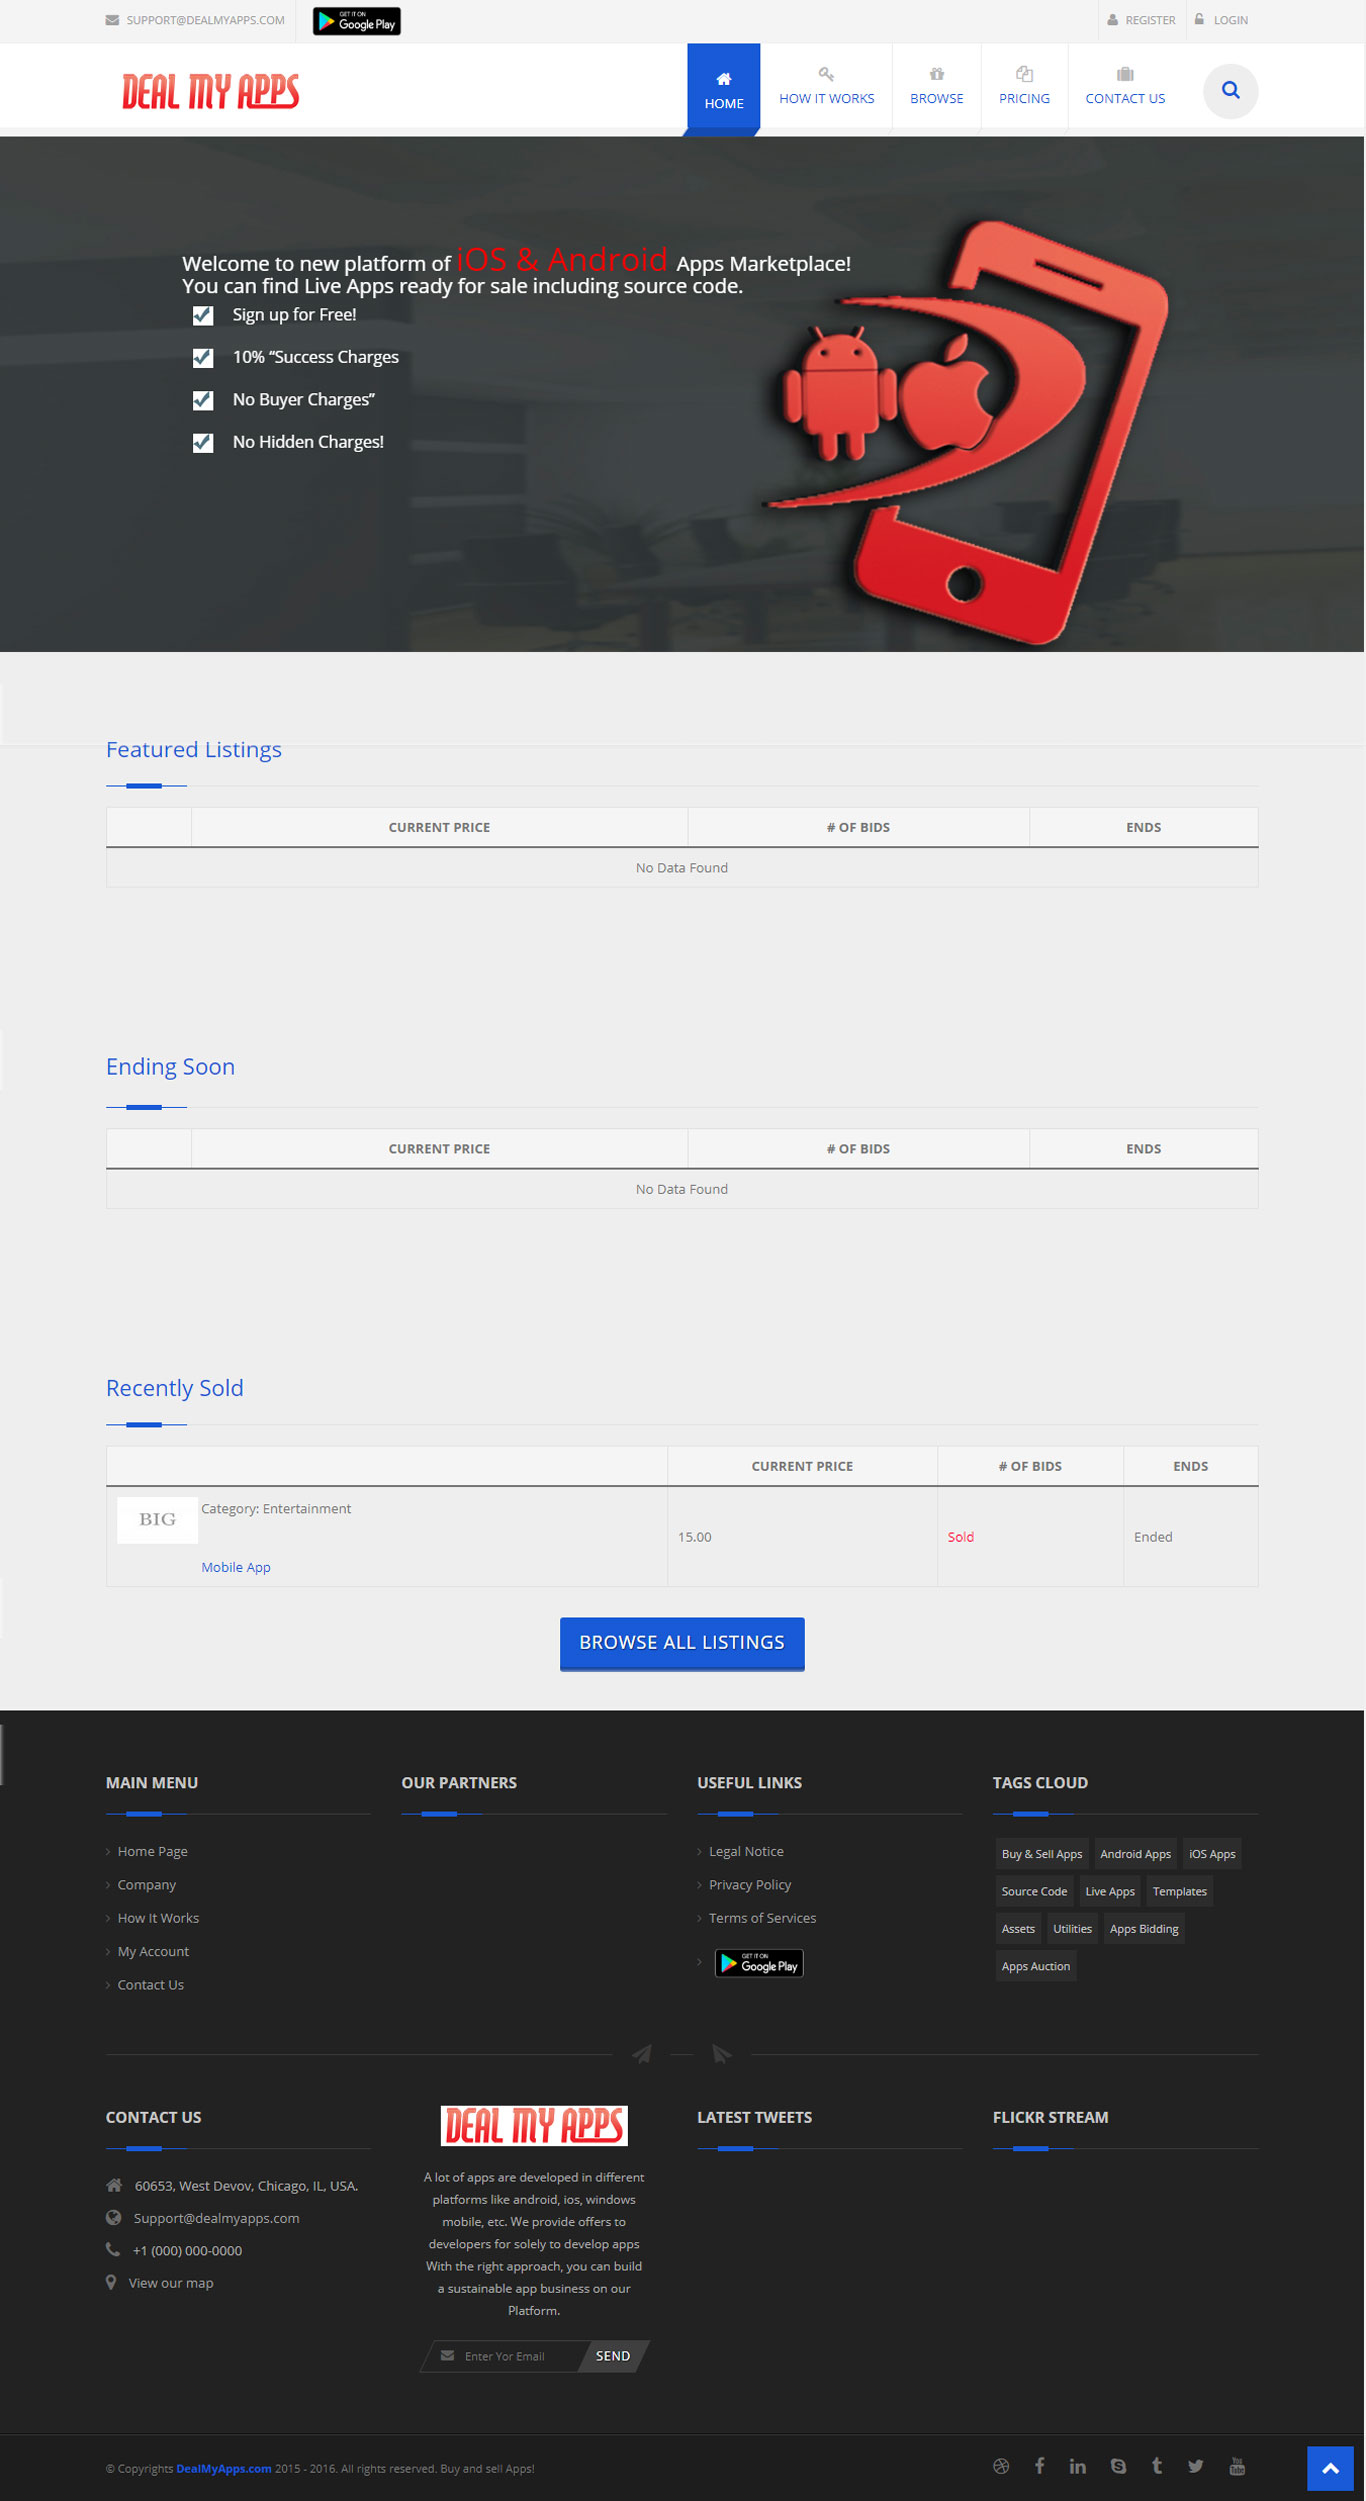 SUPPORT@DEALMYAPPS.COM
GET IT ON
Google Play
REGISTER
LOGIN
DEAL MY APPS
HOME
HOW IT WORKS
BROWSE
PRICING
CONTACT US
Welcome to new platform of iOS & Android Apps Marketplace!
You can find Live Apps ready for sale including source code.
Sign up for Free!
10% “Success Charges
No Buyer Charges”
No Hidden Charges!
Featured Listings
CURRENT PRICE # OF BIDS ENDS
No Data Found
Ending Soon
CURRENT PRICE # OF BIDS ENDS
No Data Found
Recently Sold
CURRENT PRICE # OF BIDS ENDS
BIG
Category: Entertainment
Mobile App
15.00
Sold
Ended
BROWSE ALL LISTINGS
MAIN MENU
Home Page
Company
How It Works
My Account
Contact Us
OUR PARTNERS
USEFUL LINKS
Legal Notice
Privacy Policy
Terms of Services
GET IT ON
Google Play
TAGS CLOUD
Buy & Sell Apps Android Apps iOS Apps
Source Code Live Apps Templates
Assets Utilities Apps Bidding
Apps Auction
CONTACT US
60653, West Devov, Chicago, IL, USA.
Support@dealmyapps.com
+1 (000) 000-0000
View our map
DEAL MY APPS
A lot of apps are developed in different
platforms like android, ios, windows
mobile, etc. We provide offers to
developers for solely to develop apps
With the right approach, you can build
a sustainable app business on our
Platform.
Enter Yor Email
SEND
LATEST TWEETS
FLICKR STREAM
© Copyrights DealMyApps.com 2015 - 2016. All rights reserved. Buy and sell Apps!
You
Tube